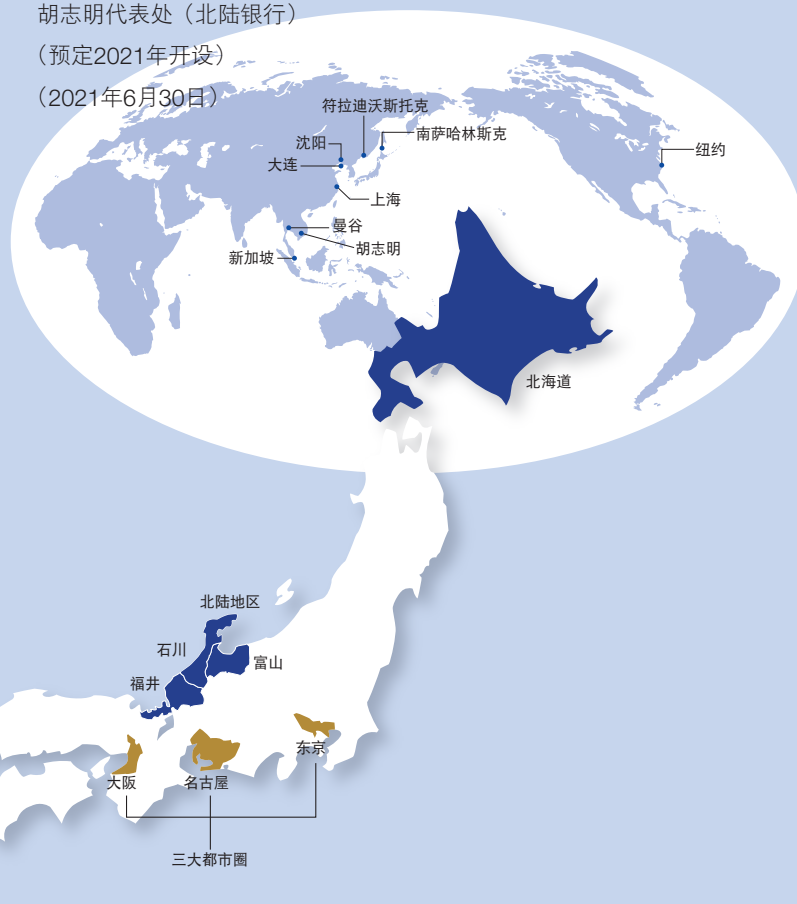 胡志明代表处（北陆银行）
（预定2021年开设）
（2021年6月30日）
符拉迪沃斯托克
南萨哈林斯克
沈阳
纽约
大连
上海
曼谷
胡志明
新加坡
北海道
北陆地区
石川
富山
福井
东京
大阪
名古屋
三大都市圈